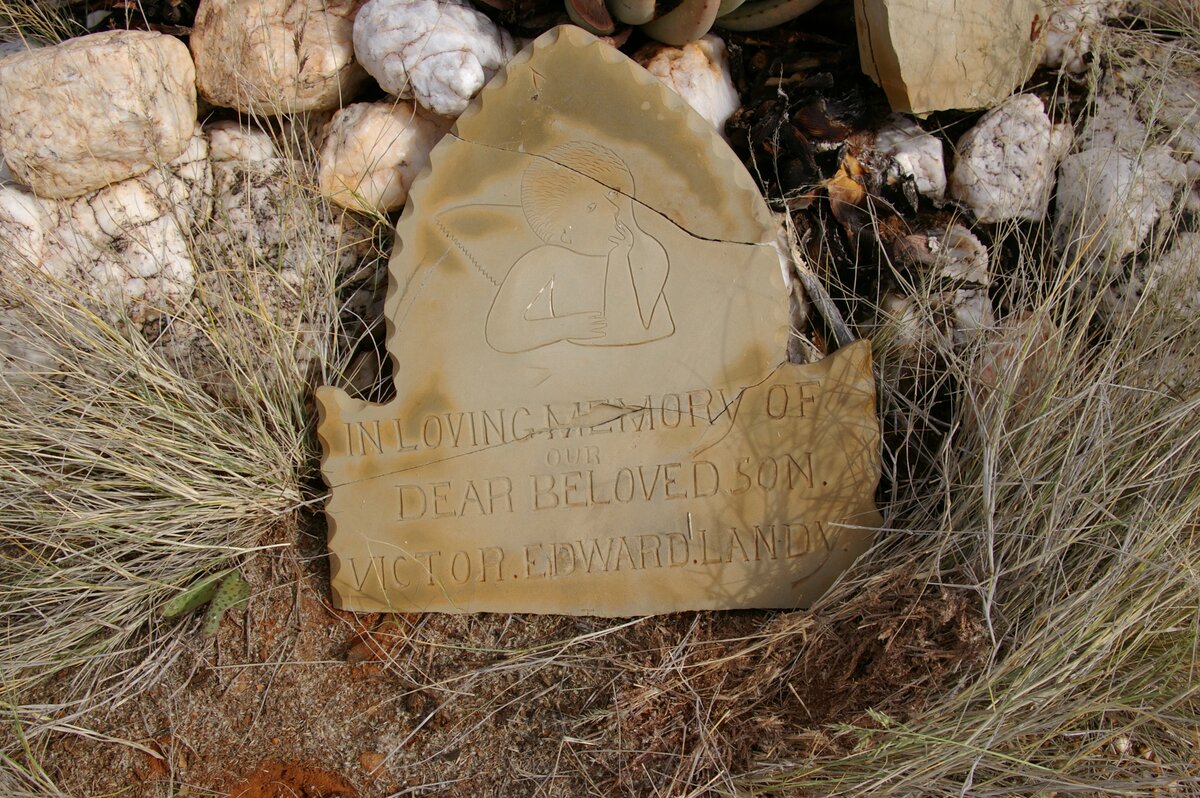 IN LOVING MEMORY OF
OUR
DEAR BELOVED.SON.
VICTOR.EDWARD.LANDY